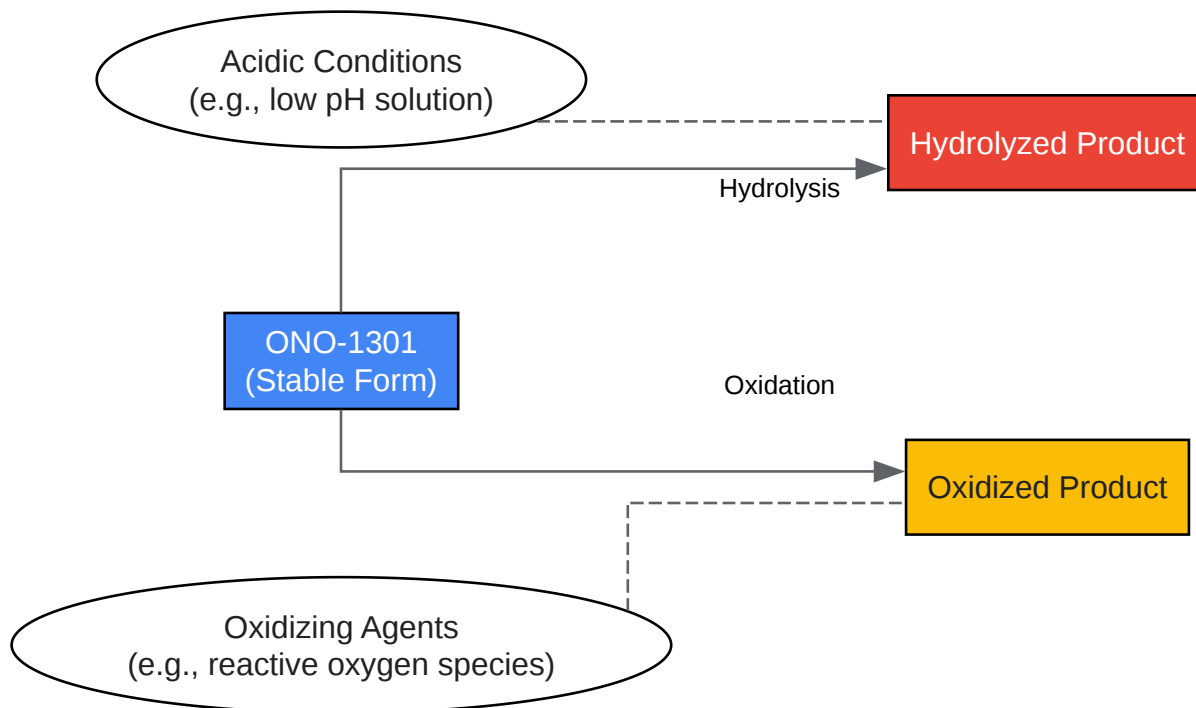 Acidic Conditions
(e.g., low pH solution)
Hydrolyzed Product
Hydrolysis
ONO-1301
(Stable Form)
Oxidation
Oxidized Product
Oxidizing Agents
(e.g., reactive oxygen species)